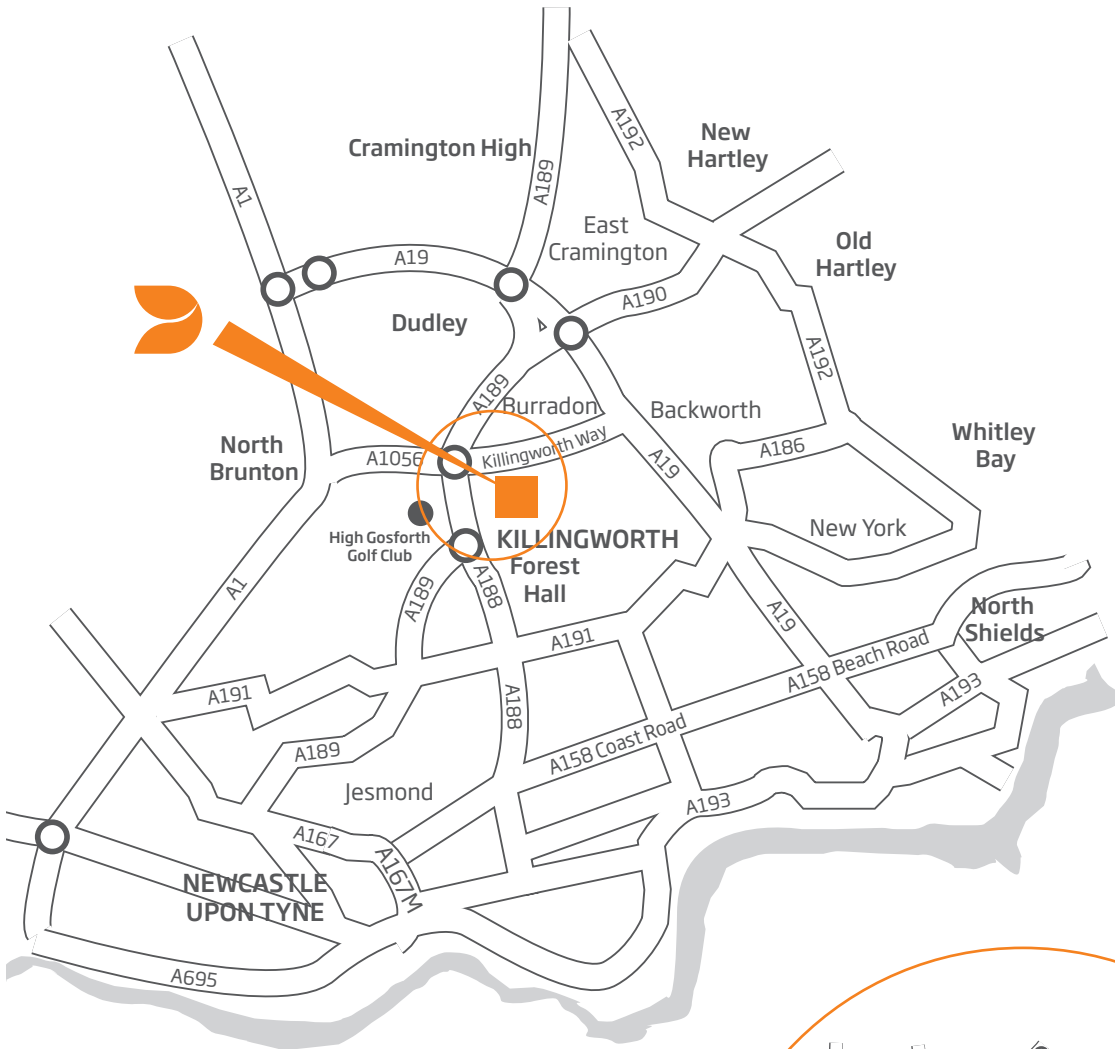 A192
New
Hartley
Cramington High
A189
A1
East
Cramington
Old
Hartley
A19
A190
Dudley
A192
A189
Burradon
Backworth
Whitley
Bay
North
Brunton
A1056
Killingworth Way
A19
A186
New York
High Gosforth
Golf Club
KILLINGWORTH
Forest
Hall
A1
A189
A188
A19
North
Shields
A191
A158 Beach Road
A191
A188
A193
A189
A158 Coast Road
Jesmond
A193
A167
A167M
NEWCASTLE
UPON TYNE
A695